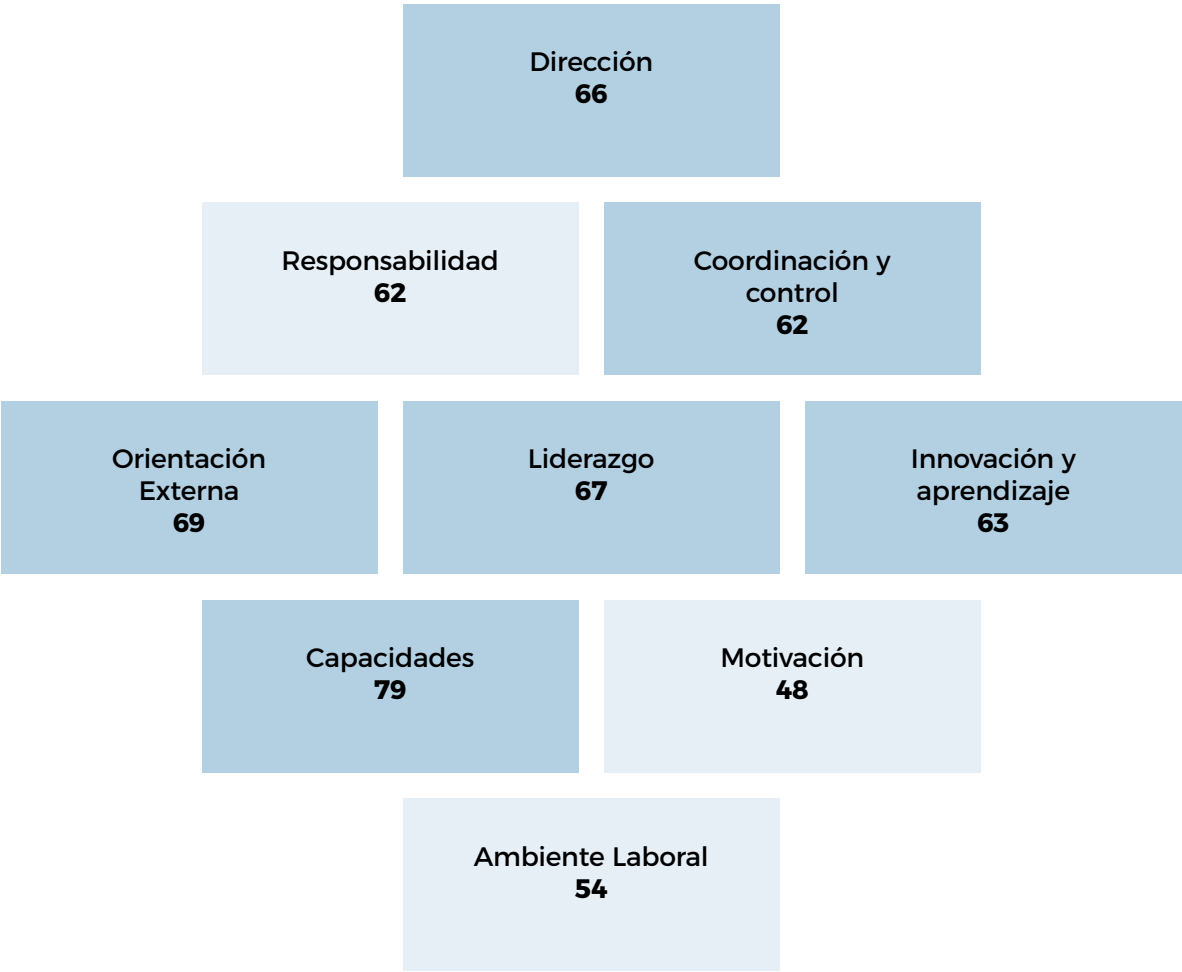 Dirección
66
Responsabilidad
62
Coordinación y
control
62
Orientación
Externa
69
Liderazgo
67
Innovación y
aprendizaje
63
Capacidades
79
Motivación
48
Ambiente Laboral
54